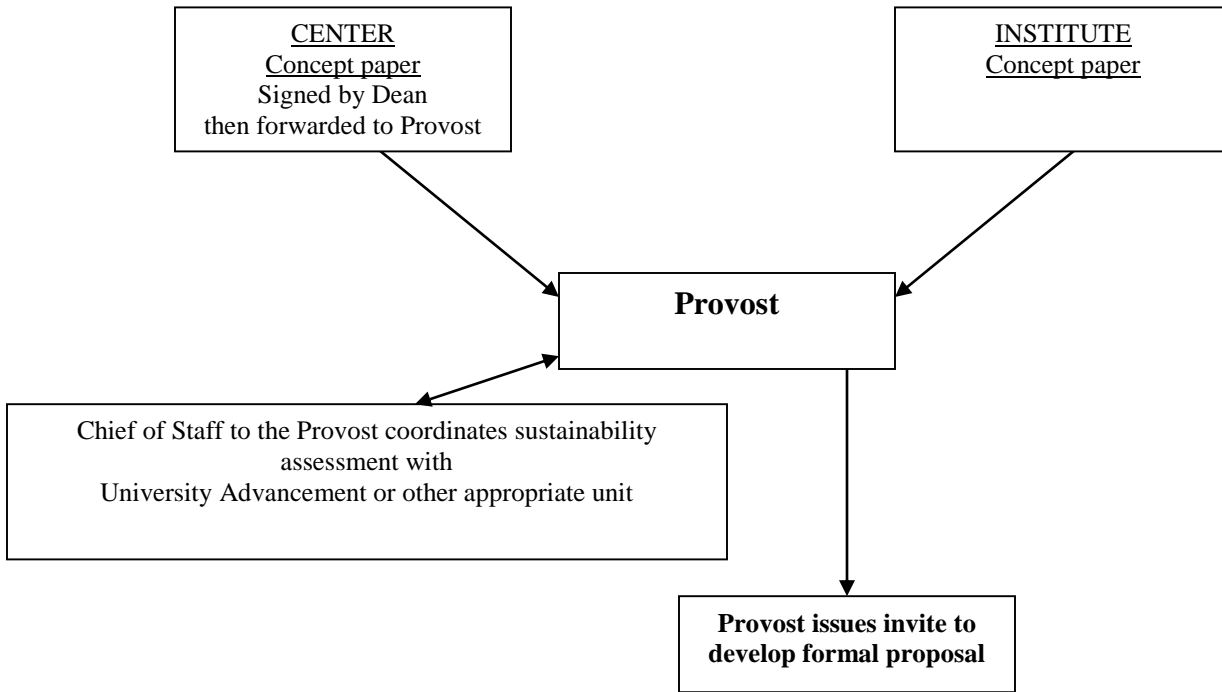 CENTER
Concept paper
Signed by Dean
then forwarded to Provost
INSTITUTE
Concept paper
Provost
Chief of Staff to the Provost coordinates sustainability
assessment with
University Advancement or other appropriate unit
Provost issues invite to
develop formal proposal